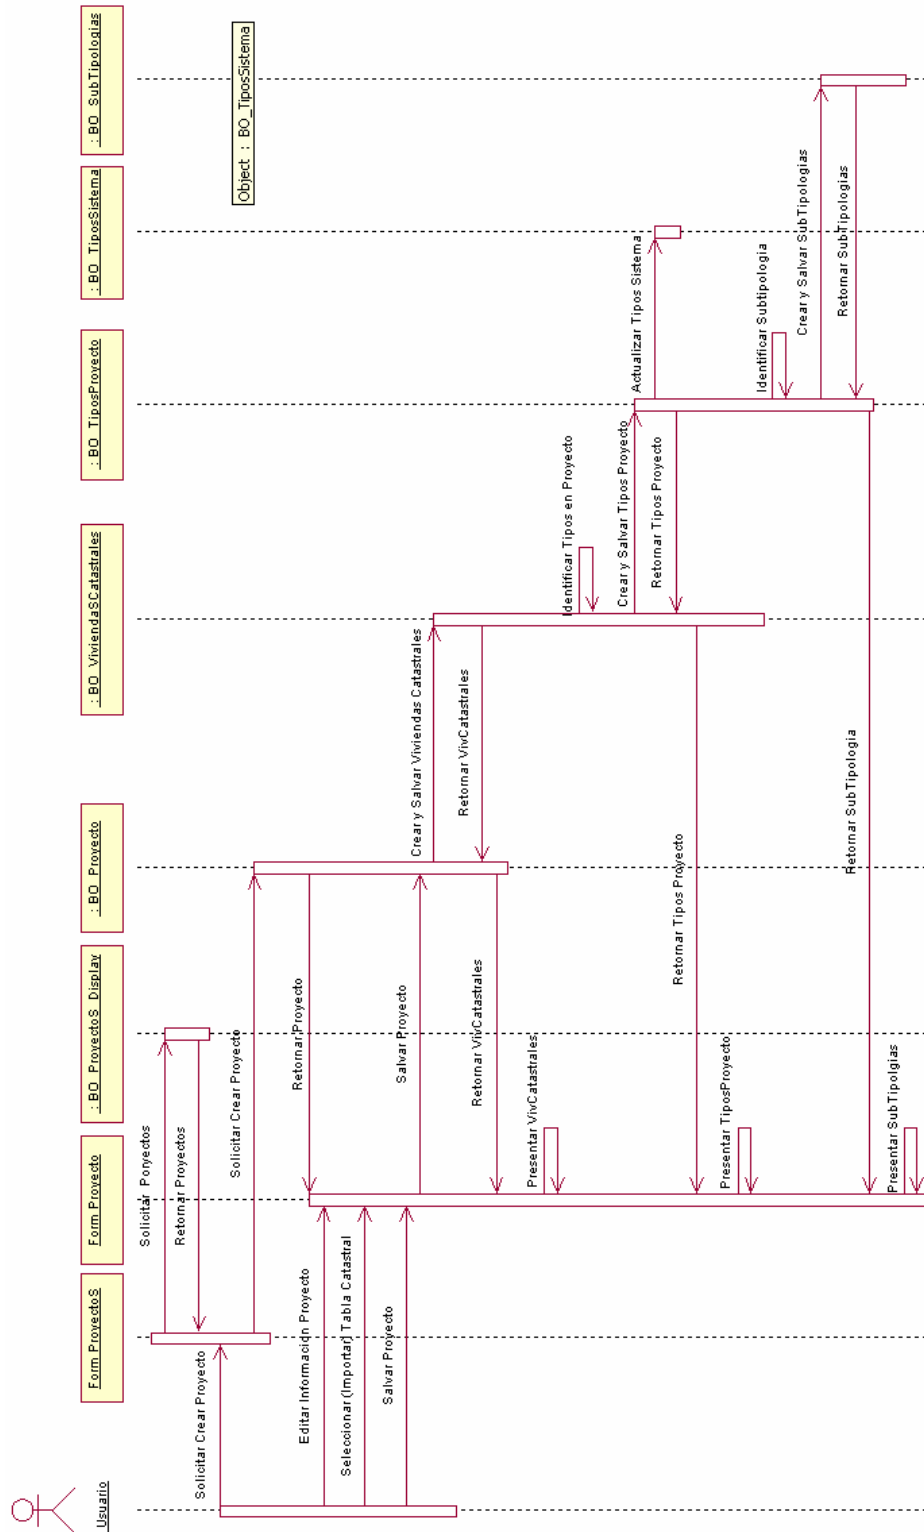 Usuario
Form ProyectoS
Form Proyecto
: BO_ProyectoS_Display
: BO_Proyecto
: BO_ViviendaSCatastrales
: BO_TiposProyecto
: BO_TiposSistema
: BO_SubTipologias
Object : BO_TiposSistema
Solicitar Poryectos
Retornar Proyectos
Solicitar Crear Proyecto
Solicitar Crear Proyecto
Retornar Proyecto
Editar Información Proyecto
Seleccionar(Importar) Tabla Catastral
Salvar Proyecto
Salvar Proyecto
Crear y Salvar Viviendas Catastrales
Retornar VivCatastrales
Retornar VivCatastrales
Presentar VivCatastrales
Identificar Tipos en Proyecto
Crear y Salvar Tipos Proyecto
Actualizar Tipos Sistema
Retornar Tipos Proyecto
Retornar Tipos Proyecto
Presentar TiposProyecto
Identificar Subtipologia
Crear y Salvar SubTipologias
Retornar SubTipologias
Retornar SubTipologia
Presentar SubTipolgias